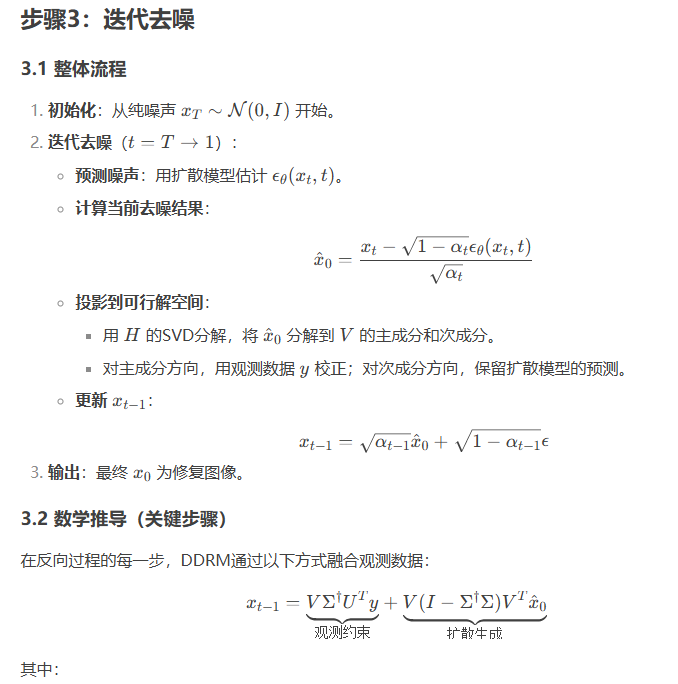 步骤3：迭代去噪
3.1 整体流程
1. 初始化：从纯噪声 $x_T \sim \mathcal{N}(0, I)$ 开始。
2. 迭代去噪（$t = T \to 1$）：
预测噪声：用扩散模型估计 $\epsilon_\theta(x_t, t)$。
计算当前去噪结果：
$\hat{x}_0 = \frac{x_t - \sqrt{1 - \alpha_t}\epsilon_\theta(x_t, t)}{\sqrt{\alpha_t}}$
投影到可行解空间：
用 $H$ 的SVD分解，将 $\hat{x}_0$ 分解到 $V$ 的主成分和次成分。
对主成分方向，用观测数据 $y$ 校正；对次成分方向，保留扩散模型的预测。
更新 $x_{t-1}$：
$x_{t-1} = \sqrt{\alpha_{t-1}}\hat{x}_0 + \sqrt{1 - \alpha_{t-1}}\epsilon$
3. 输出：最终 $x_0$ 为修复图像。
3.2 数学推导（关键步骤）
在反向过程的每一步，DDRM通过以下方式融合观测数据：
$x_{t-1} = \underbrace{V\Sigma^\dagger U^T y}_{\text{观测约束}} + \underbrace{V(I - \Sigma^\dagger\Sigma)V^T\hat{x}_0}_{\text{扩散生成}}$
其中：